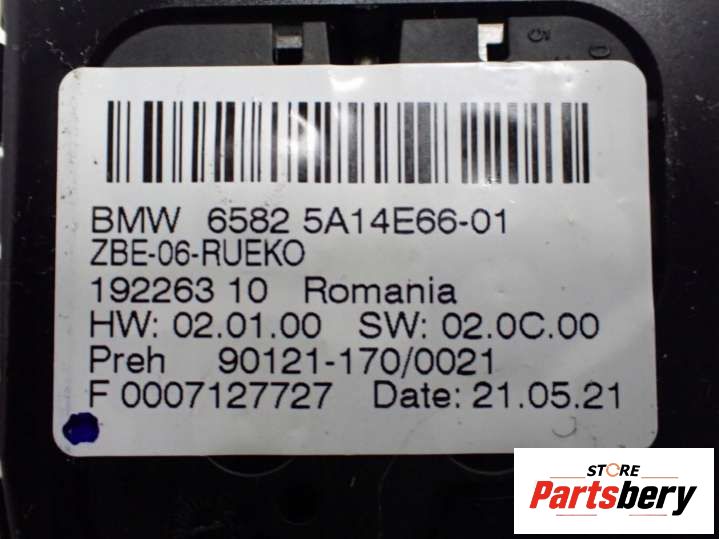 BMW 6582 5A14E66-01
ZBE-06-RUEKO
192263 10 Romania
HW: 02.01.00 SW: 02.0C.00
Preh 90121-170/0021
F 0007127727 Date: 21.05.21
STORE
Partsbery